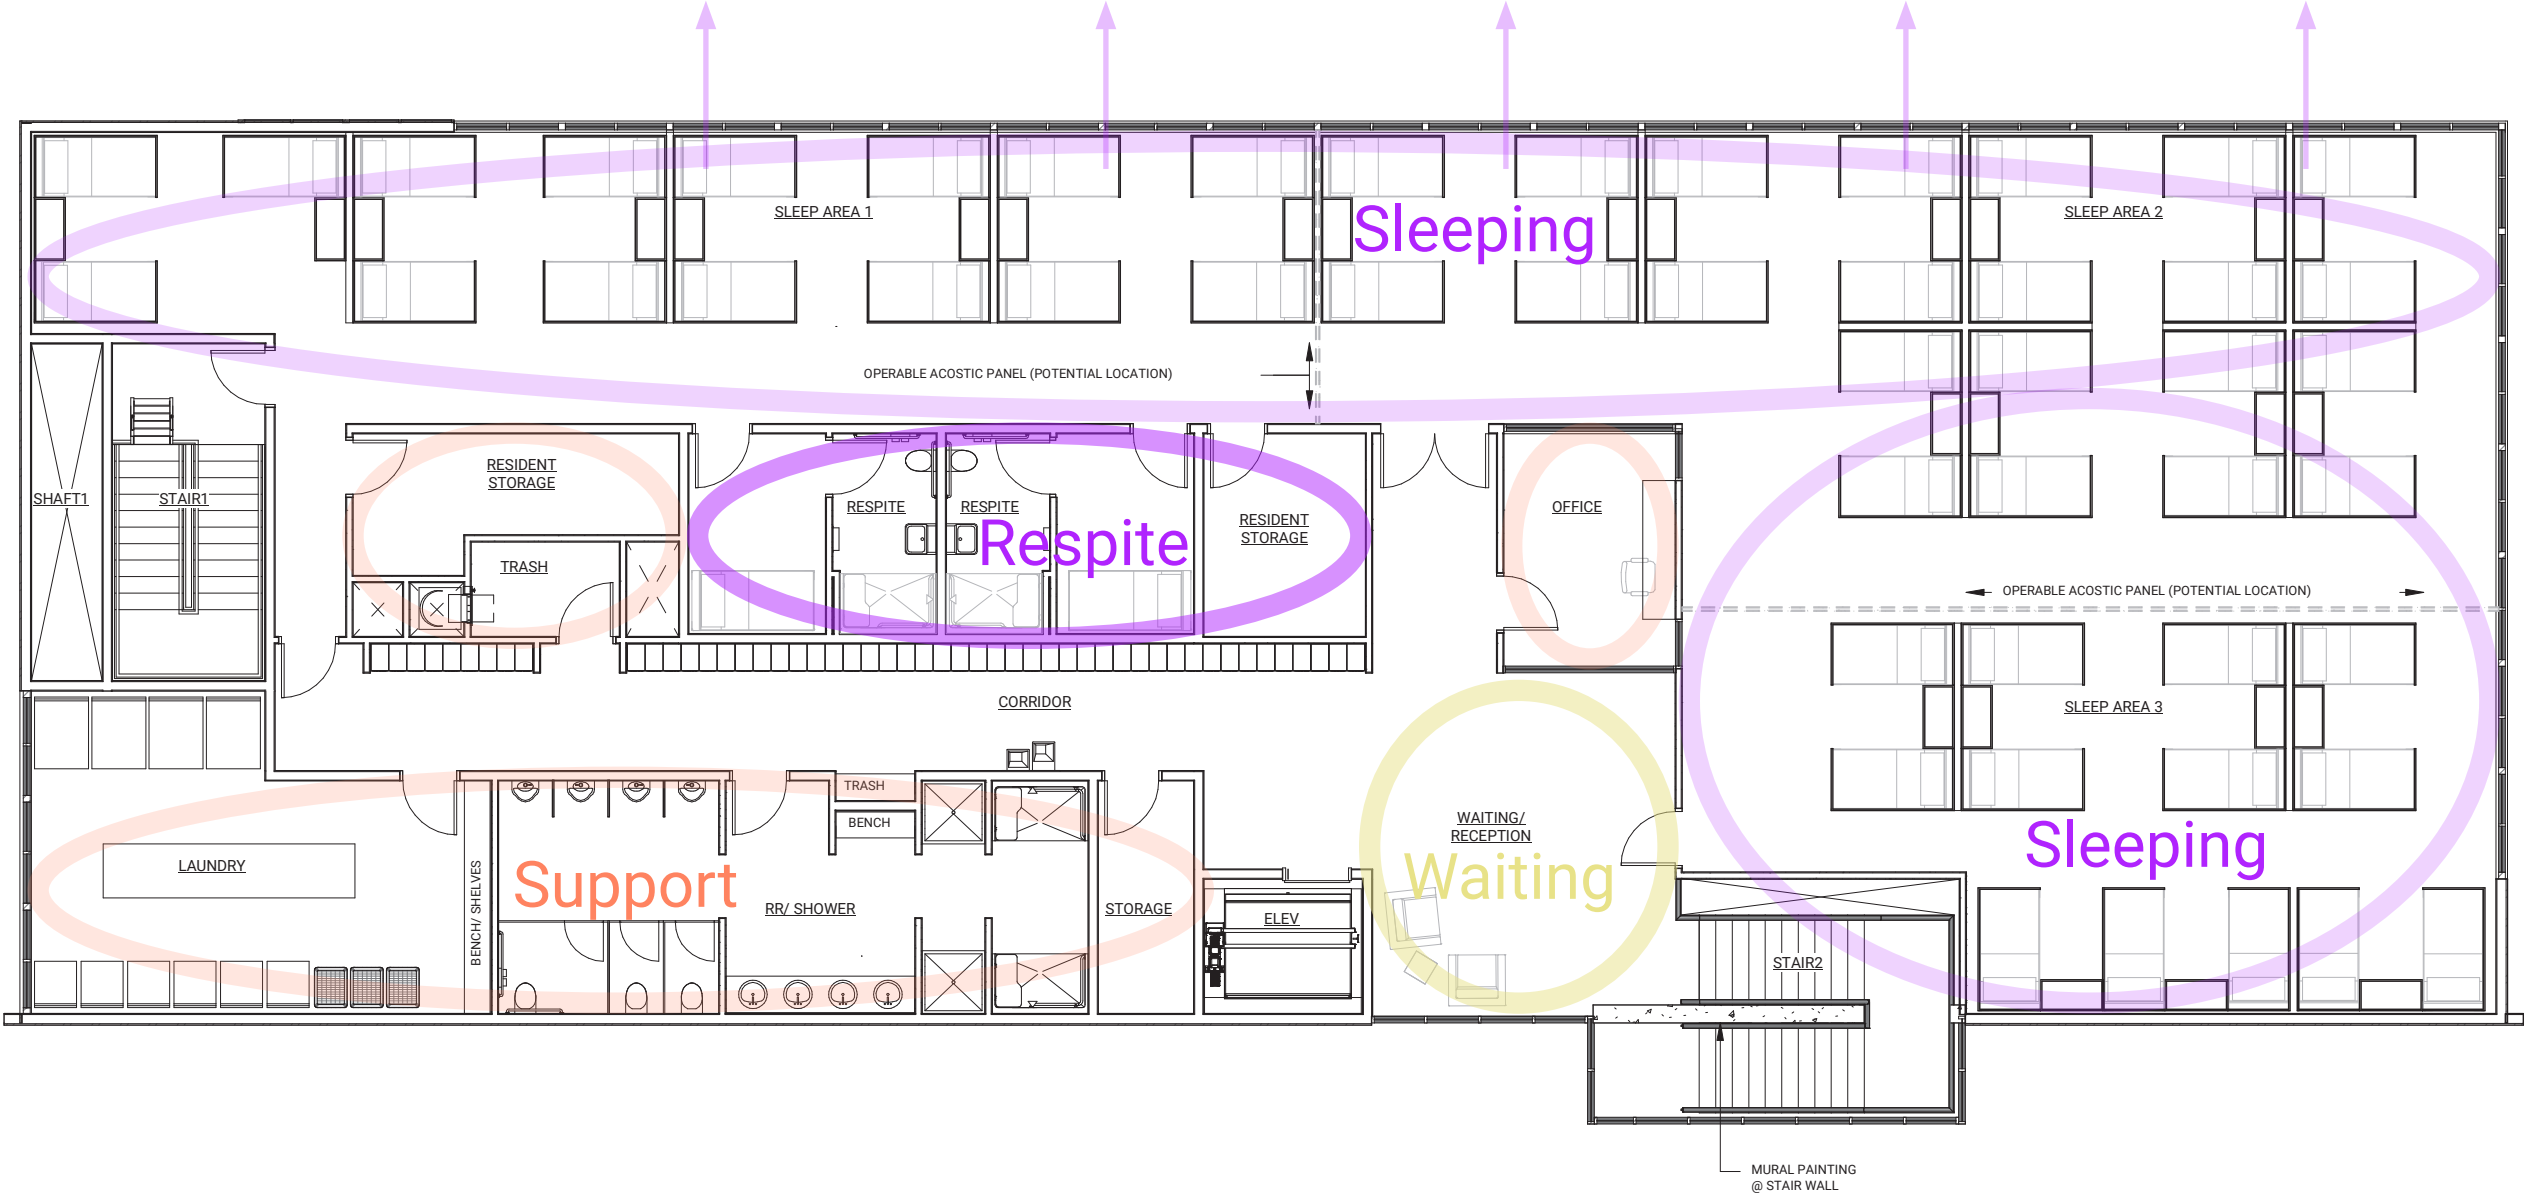 SLEEP AREA 1
Sleeping
SLEEP AREA 2
OPERABLE ACOSTIC PANEL (POTENTIAL LOCATION)
SHAFT1
STAIR1
RESIDENT
STORAGE
TRASH
RESPITE
RESPITE
Respite
RESIDENT
STORAGE
OFFICE
OPERABLE ACOSTIC PANEL (POTENTIAL LOCATION)
CORRIDOR
SLEEP AREA 3
Sleeping
LAUNDRY
BENCH/ SHELVES
Support
TRASH
BENCH
RR/ SHOWER
STORAGE
ELEV
WAITING/
RECEPTION
Waiting
STAIR2
MURAL PAINTING
@ STAIR WALL